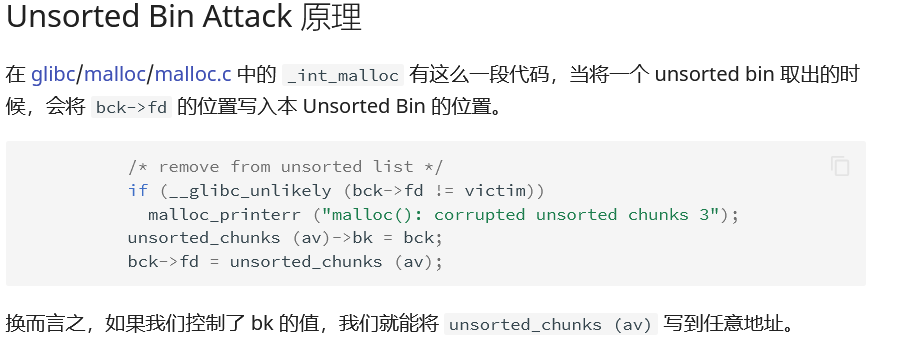 Unsorted Bin Attack 原理
在 glibc/malloc/malloc.c 中的 _int_malloc 有这么一段代码，当将一个 unsorted bin 取出的时
候，会将 bck->fd 的位置写入本 Unsorted Bin 的位置。
/* remove from unsorted list */
if (__glibc_unlikely (bck->fd != victim))
malloc_printerr ("malloc(): corrupted unsorted chunks 3");
unsorted_chunks (av)->bk = bck;
bck->fd = unsorted_chunks (av);
换而言之，如果我们控制了 bk 的值，我们就能将 unsorted_chunks (av) 写到任意地址。